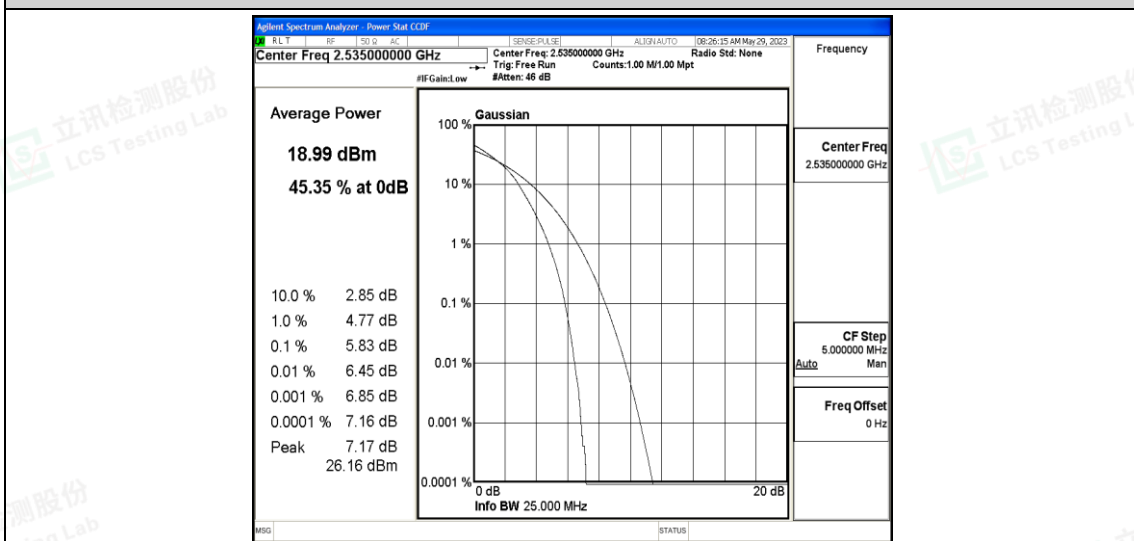 Agilent Spectrum Analyzer - Power Stat CCDF
RLT RF 50 Ω AC SENSE:PULSE ALIGN AUTO 08:26:15 AM May 29, 2023
Center Freq 2.535000000 GHz
Center Freq: 2.535000000 GHz Radio Std: None
Trig: Free Run Counts:1.00 M/1.00 Mpt
#IFGain:Low #Atten: 46 dB
Frequency
Average Power
18.99 dBm
45.35 % at 0dB
10.0 % 2.85 dB
1.0 % 4.77 dB
0.1 % 5.83 dB
0.01 % 6.45 dB
0.001 % 6.85 dB
0.0001 % 7.16 dB
Peak 7.17 dB
26.16 dBm
Gaussian
100 %
10 %
1 %
0.1 %
0.01 %
0.001 %
0.0001 %
0 dB 20 dB
Info BW 25.000 MHz
Center Freq
2.535000000 GHz
CF Step
5.000000 MHz
Auto Man
Freq Offset
0 Hz
MSG STATUS
立讯检测股份
LCS Testing Lab
立讯检测股份
LCS Testing L
测股份
ng Lab